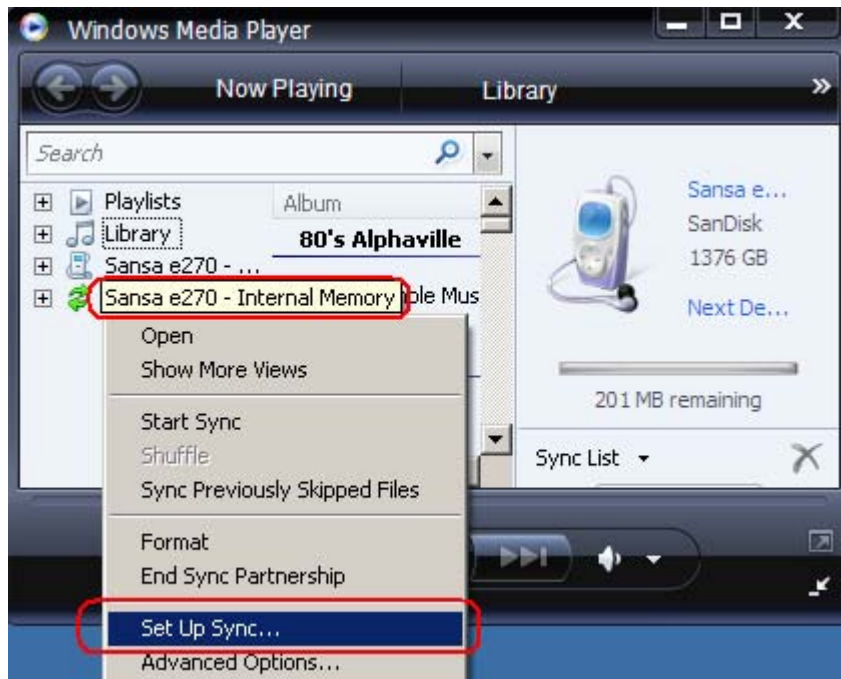 Windows Media Player
Now Playing
Library
»
Search
Playlists
Album
Library
80's Alphaville
Sansa e270 - ...
Sansa e270 - Internal Memory
ple Mus
Open
Show More Views
Start Sync
Shuffle
Sync Previously Skipped Files
Format
End Sync Partnership
Set Up Sync...
Advanced Options...
Sansa e...
SanDisk
1376 GB
Next De...
201 MB remaining
Sync List